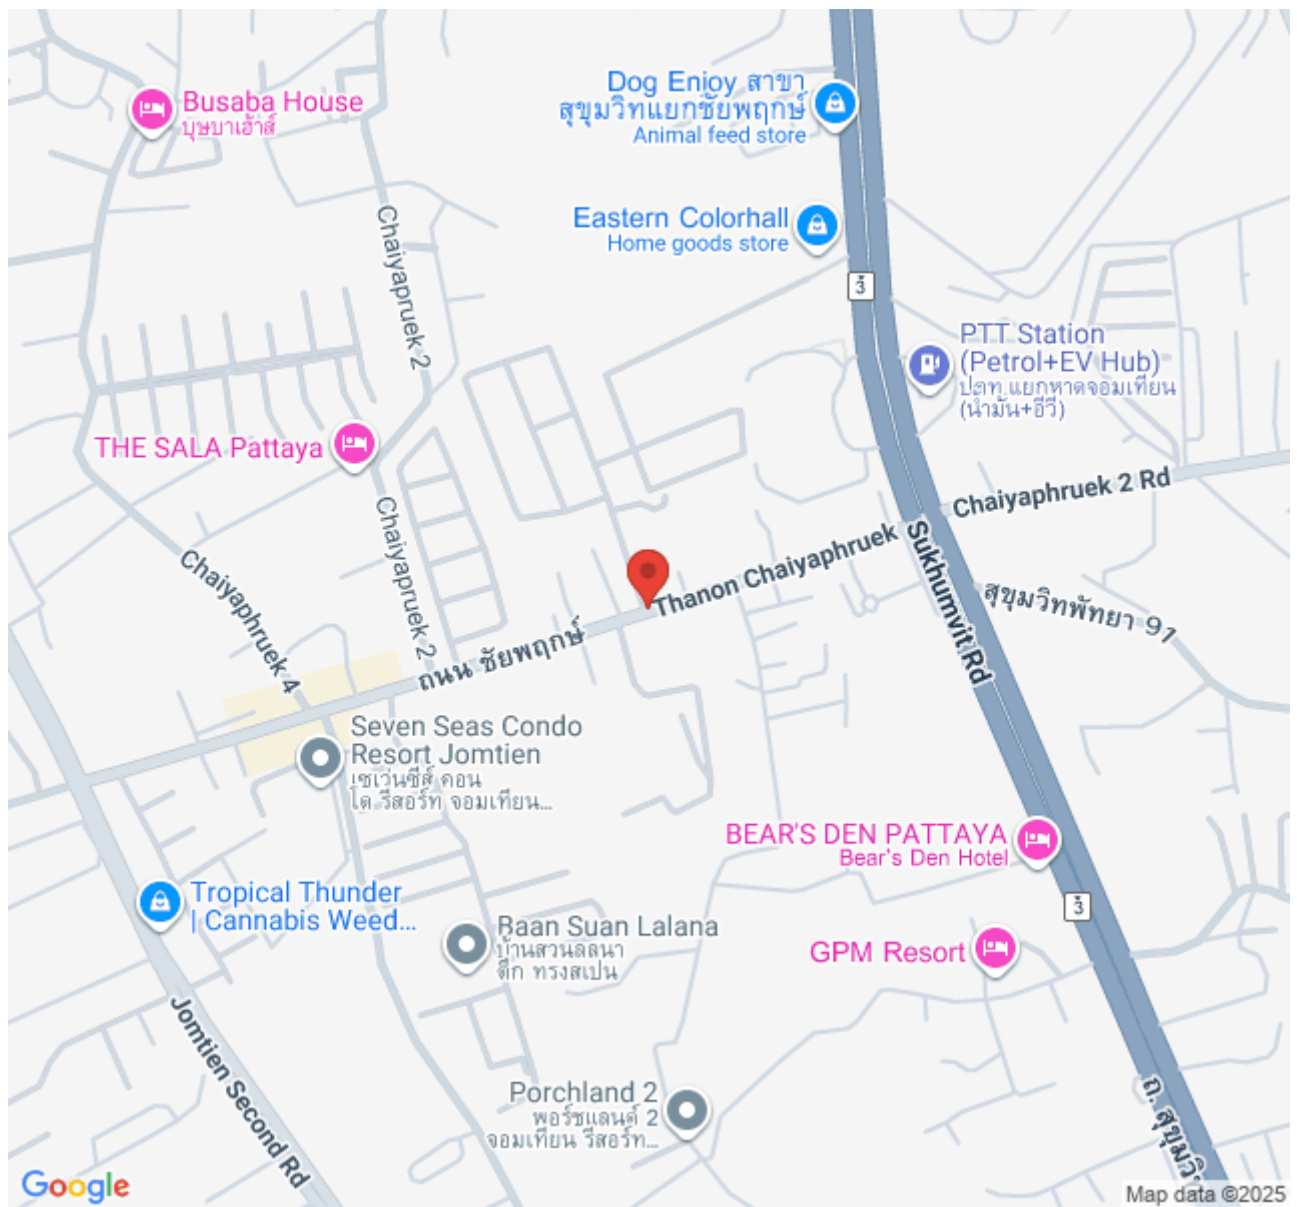 Busaba House
บุษบาเฮ้าส์
Dog Enjoy สาขา
สุขุมวิทแยกชัยพฤกษ์
Animal feed store
Eastern Colorhall
Home goods store
3
Chaiyapruek 2
PTT Station
(Petrol+EV Hub)
ปตท.แยกหาดจอมเทียน
(น้ำมัน+อีวี)
THE SALA Pattaya
Chaiyaphruek 2 Rd
Chaiyapruek 2
Thanon Chaiyaphruek
Sukhumvit Rd
สุขุมวิทพัทยา 91
Chaiyaphruek 4
ถนน ชัยพฤกษ์
Seven Seas Condo
Resort Jomtien
เซเว่นซีส์ คอน
โด รีสอร์ท จอมเทียน...
BEAR'S DEN PATTAYA
Bear's Den Hotel
Tropical Thunder
| Cannabis Weed...
3
Baan Suan Lalana
บ้านสวนลลนา
ตึก ทรงสเปน
GPM Resort
Jomtien Second Rd
Porchland 2
พอร์ชแลนด์ 2
จอมเทียน รีสอร์ท...
ถ. สุขุมวิ
Google
Map data ©2025